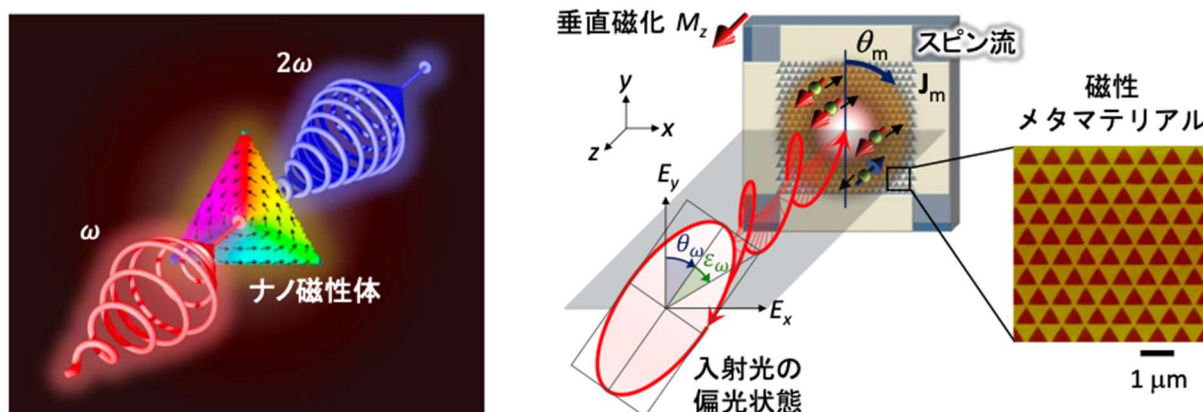 2ω
ω
ナノ磁性体
垂直磁化 Mz
θm
スピン流
Jm
y
x
z
磁性
メタマテリアル
Ey
θω
εω
Ex
入射光の
偏光状態
1 μm